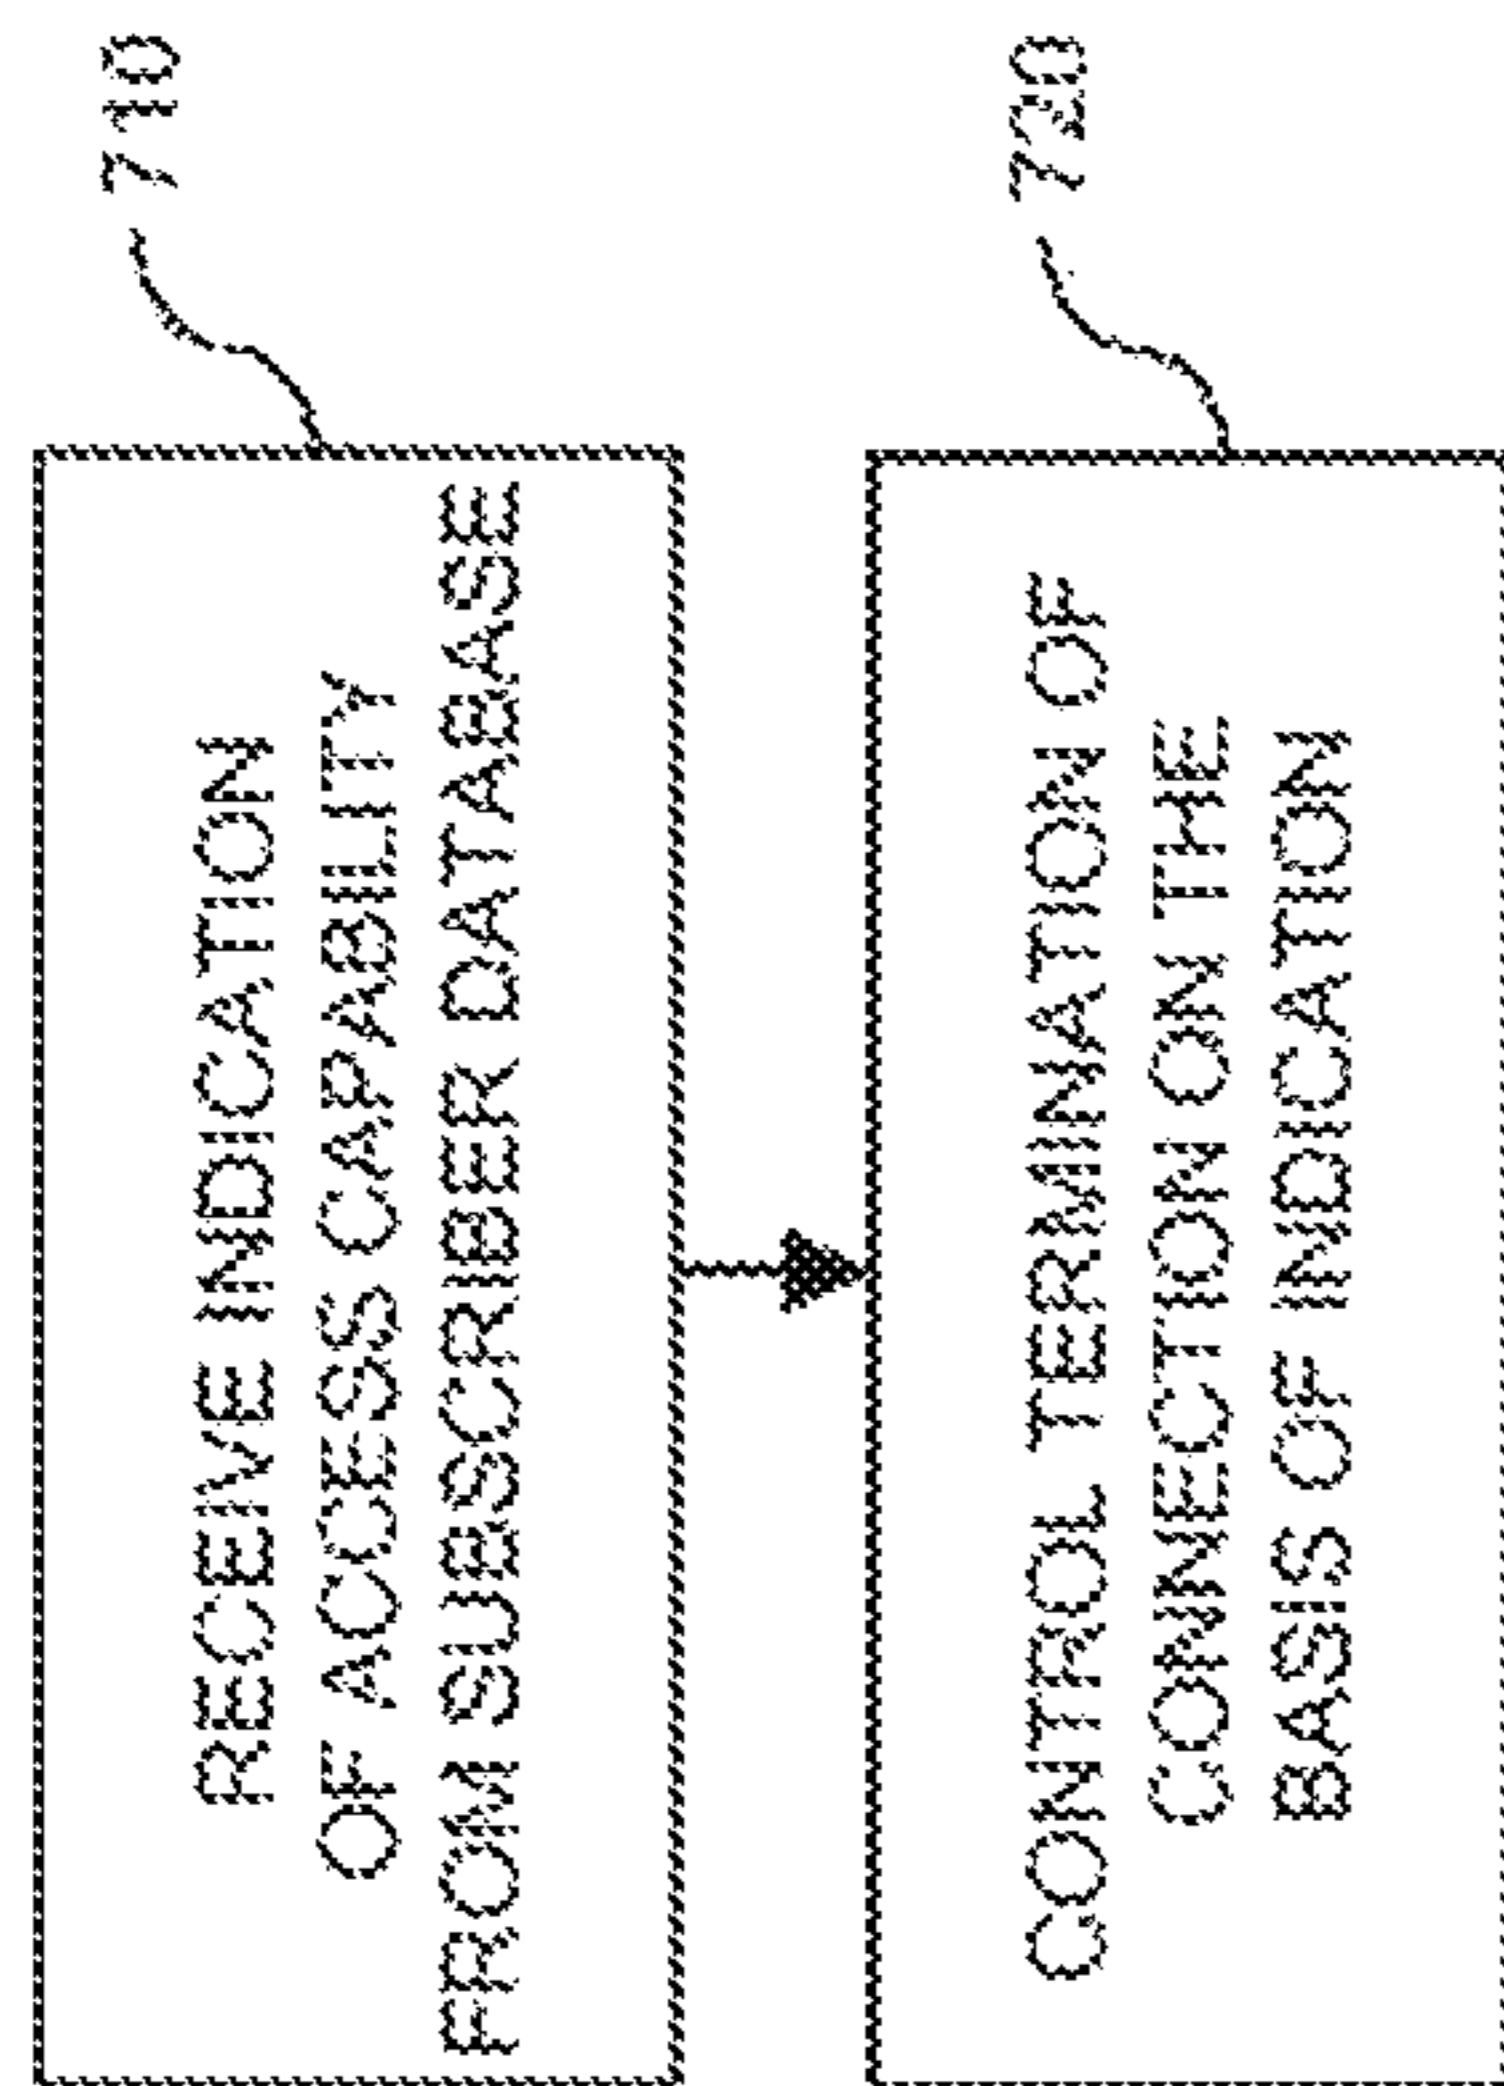 RECEIVE INDICATION
OF ACCESS CAPABILITY
FROM SUBSCRIBER DATABASE
710
CONTROL TERMINATION OF
CONNECTION ON THE
BASIS OF INDICATION
720